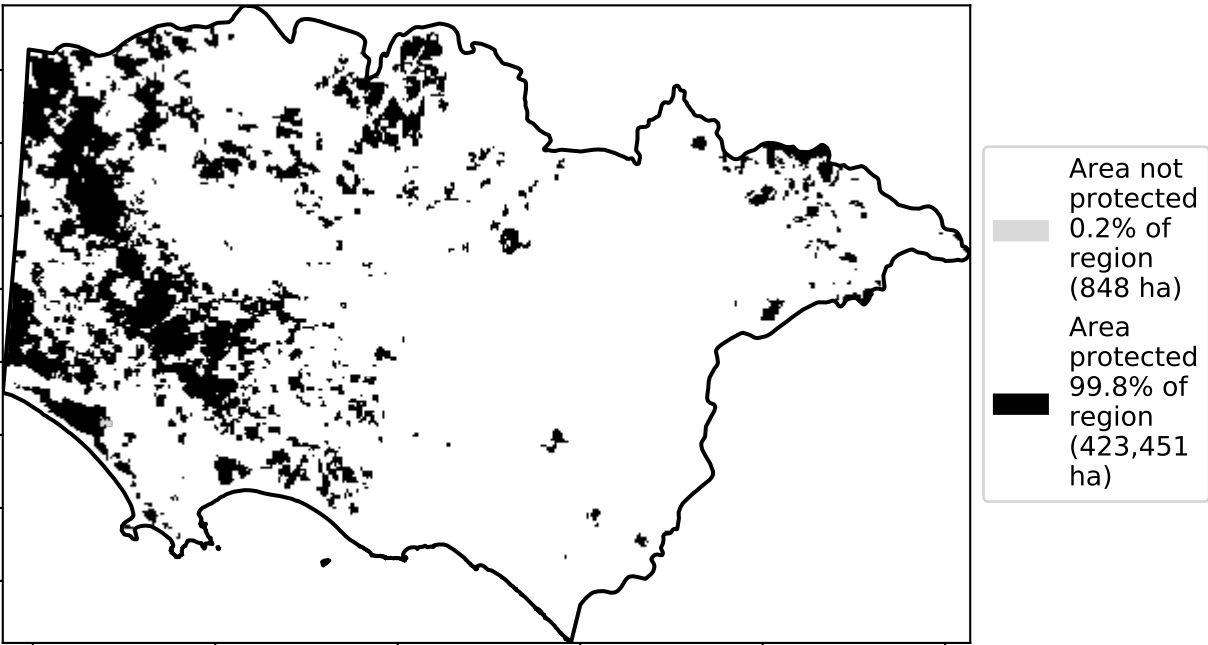 Area not
protected
0.2% of
region
(848 ha)
Area
protected
99.8% of
region
(423,451
ha)